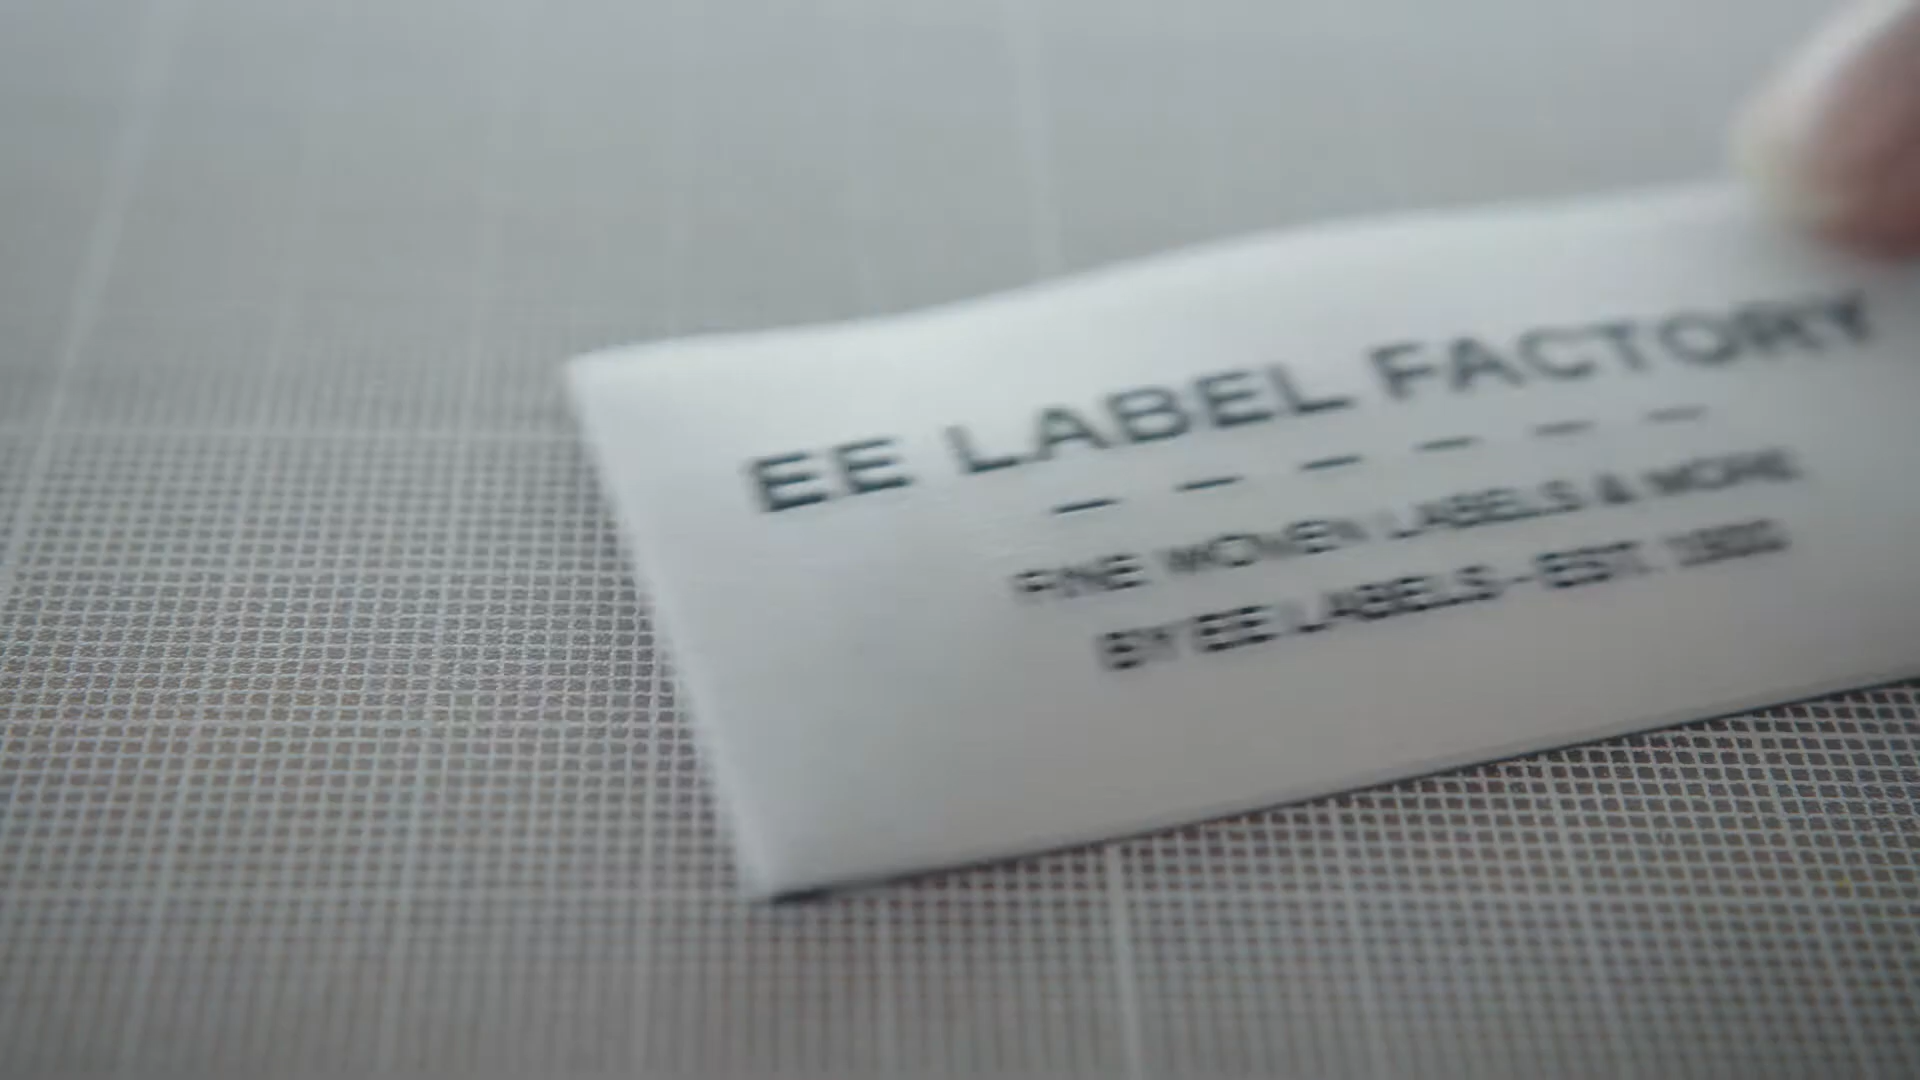 EE LABEL FACTORY
— — — — — —
FINE WOVEN LABELS & MORE
BY EE LABELS - EST.